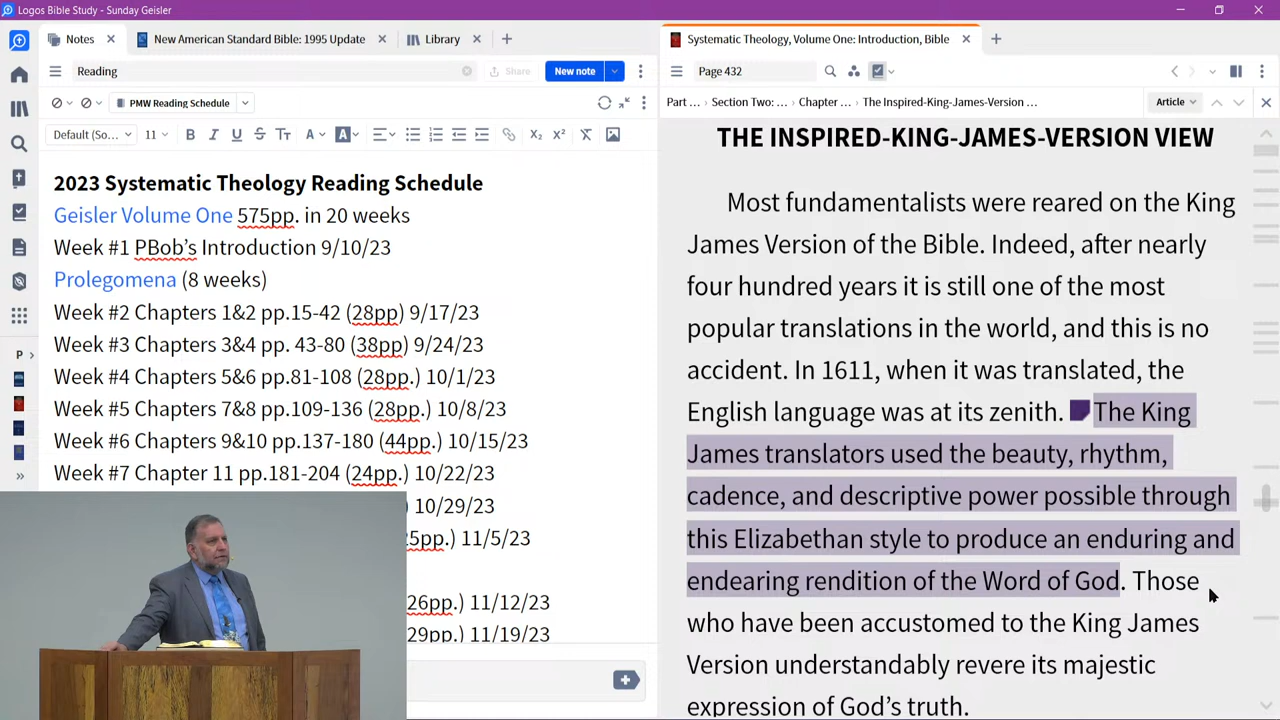 Logos Bible Study - Sunday Geisler
Notes
New American Standard Bible: 1995 Update
Library
Reading
Share
New note
PMW Reading Schedule
Default (So...
11
2023 Systematic Theology Reading Schedule
Geisler Volume One 575pp. in 20 weeks
Week #1 PBob's Introduction 9/10/23
Prolegomena (8 weeks)
Week #2 Chapters 1&2 pp.15-42 (28pp) 9/17/23
Week #3 Chapters 3&4 pp. 43-80 (38pp) 9/24/23
Week #4 Chapters 5&6 pp.81-108 (28pp.) 10/1/23
Week #5 Chapters 7&8 pp.109-136 (28pp.) 10/8/23
Week #6 Chapters 9&10 pp.137-180 (44pp.) 10/15/23
Week #7 Chapter 11 pp.181-204 (24pp.) 10/22/23
) 10/29/23
25pp.) 11/5/23
26pp.) 11/12/23
29pp.) 11/19/23
P
Systematic Theology, Volume One: Introduction, Bible
Page 432
Part ... > Section Two: ... > Chapter ... > The Inspired-King-James-Version ...
Article
THE INSPIRED-KING-JAMES-VERSION VIEW
Most fundamentalists were reared on the King
James Version of the Bible. Indeed, after nearly
four hundred years it is still one of the most
popular translations in the world, and this is no
accident. In 1611, when it was translated, the
English language was at its zenith. The King
James translators used the beauty, rhythm,
cadence, and descriptive power possible through
this Elizabethan style to produce an enduring and
endearing rendition of the Word of God. Those
who have been accustomed to the King James
Version understandably revere its majestic
expression of God's truth.